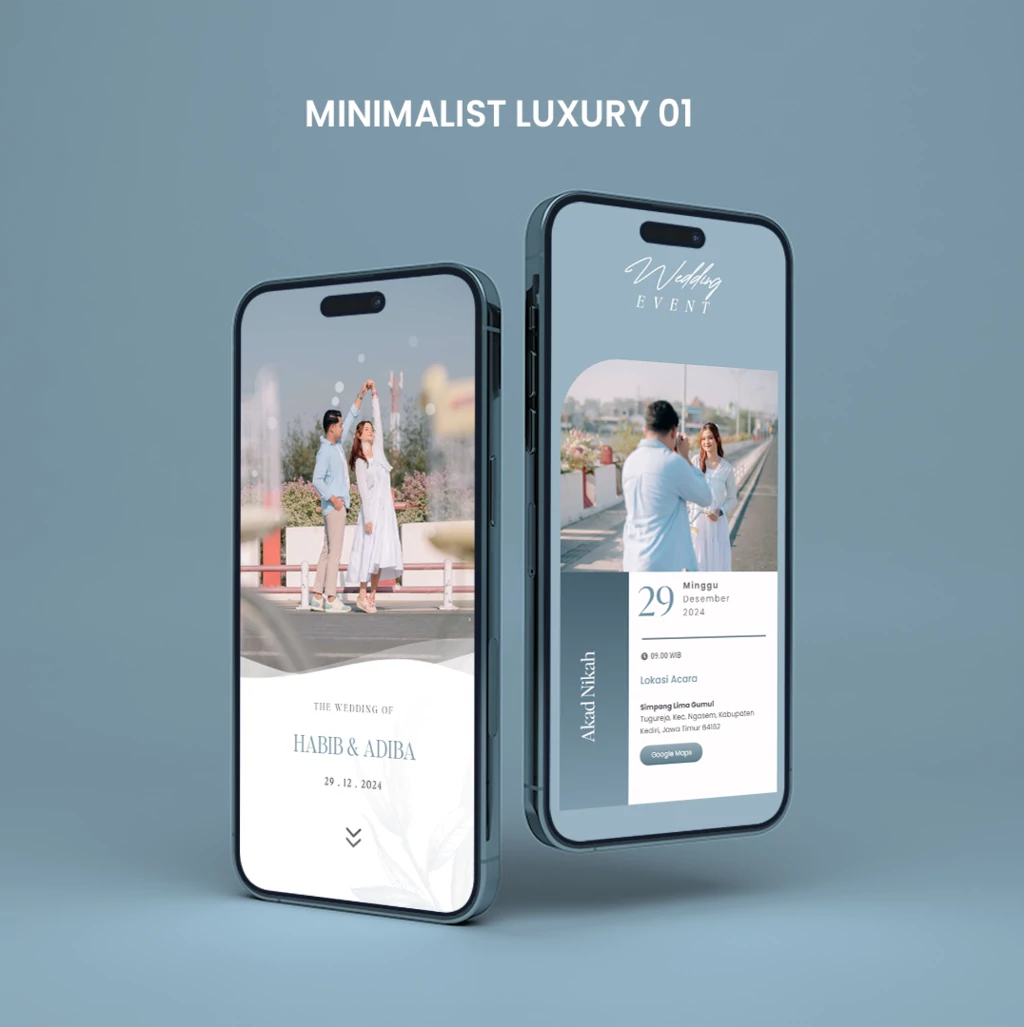 MINIMALIST LUXURY 01
THE WEDDING OF
HABIB & ADIBA
29 . 12 . 2024
Wedding
EVENT
29
Minggu
Desember
2024
Akad Nikah
09.00 WIB
Lokasi Acara
Simpang Lima Gumul
Tugurejo, Kec. Ngasem, Kabupaten
Kediri, Jawa Timur 64182
Google Maps